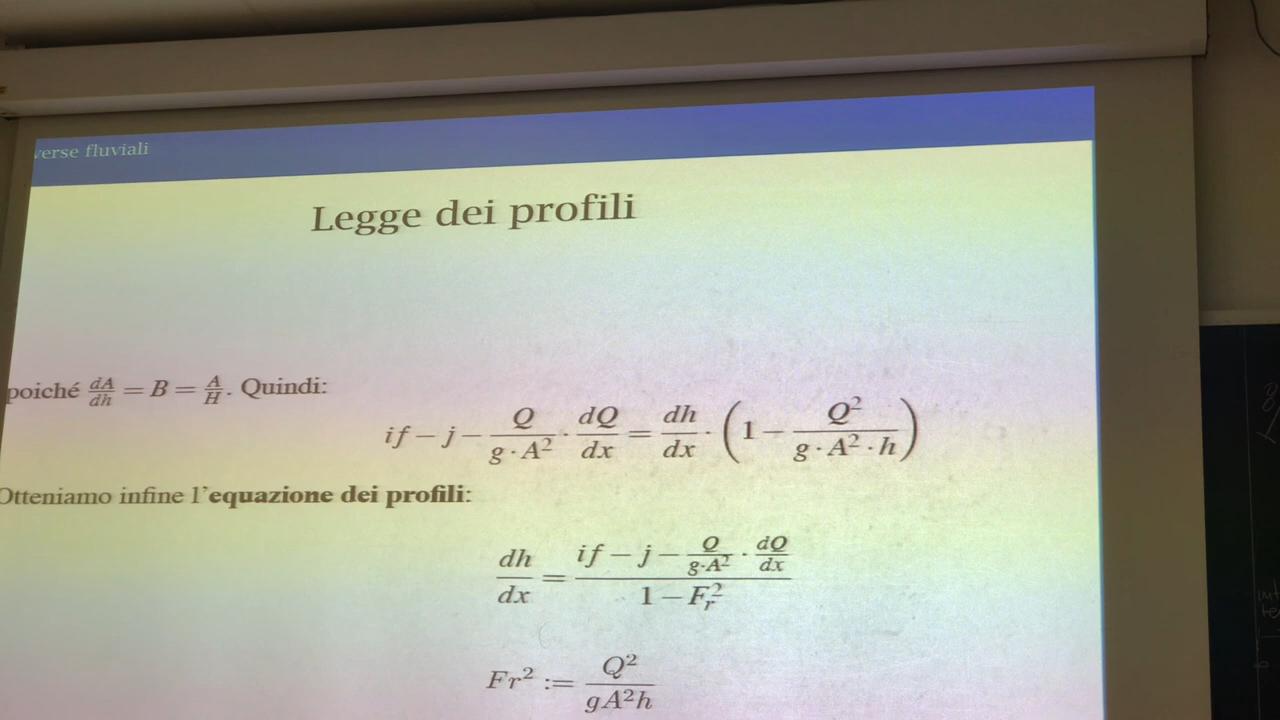 verse fluviali
Legge dei profili
poiché dA/dh = B = A/H. Quindi:
if − j − Q/(g · A²) · dQ/dx = dh/dx · (1 − Q²/(g · A² · h))
Otteniamo infine l'equazione dei profili:
dh/dx = (if − j − Q/(g·A²) · dQ/dx)/(1 − F_r²)
Fr² := Q²/(gA²h)